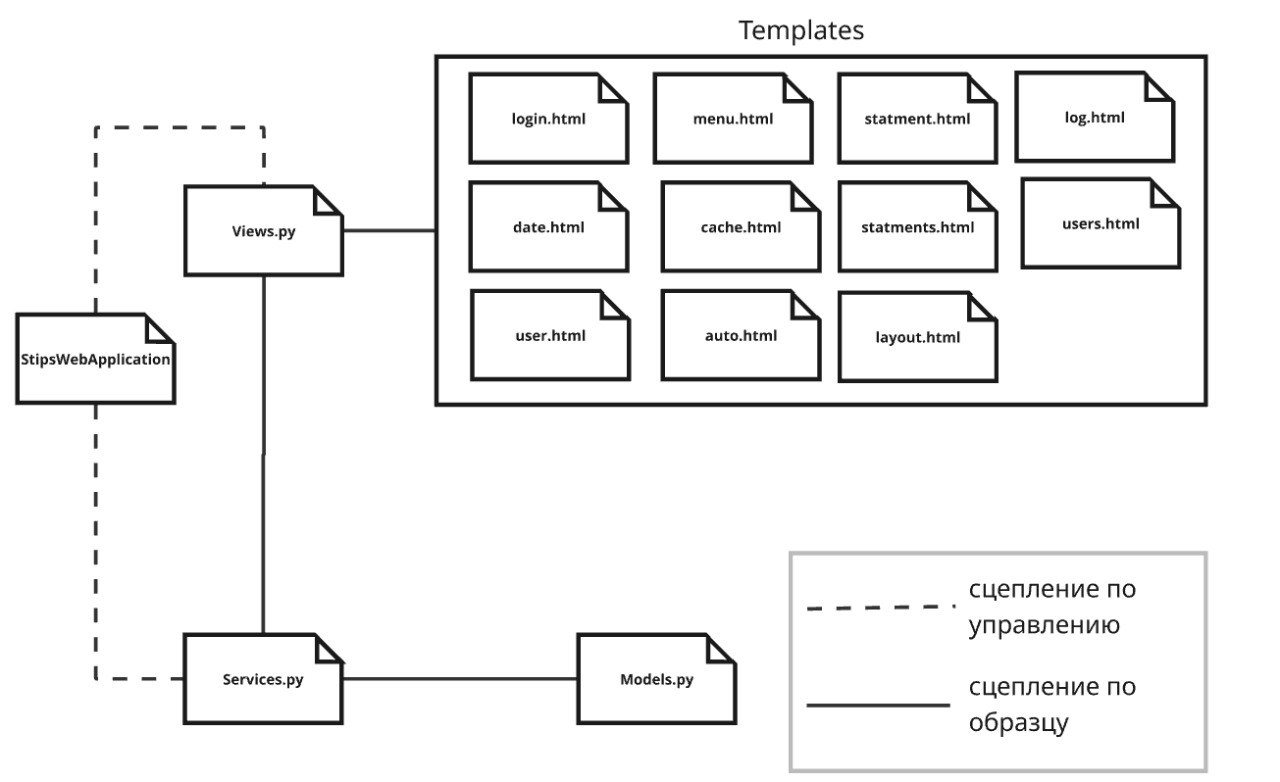 Templates
login.html
menu.html
statment.html
log.html
date.html
cache.html
statments.html
users.html
Views.py
user.html
auto.html
layout.html
StipsWebApplication
Services.py
Models.py
сцепление по
управлению
сцепление по
образцу